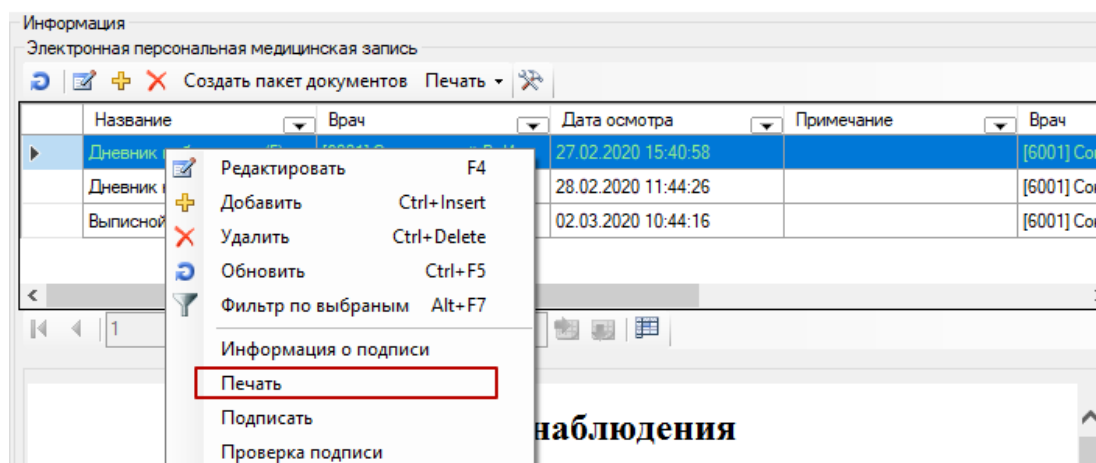 Информация
Электронная персональная медицинская запись
Создать пакет документов Печать
Название Врач Дата осмотра Примечание Врач
Дневник 27.02.2020 15:40:58 [6001]
Дневник 28.02.2020 11:44:26 [6001]
Выписной 02.03.2020 10:44:16 [6001]
1
Редактировать F4
Добавить Ctrl+Insert
Удалить Ctrl+Delete
Обновить Ctrl+F5
Фильтр по выбраным Alt+F7
Информация о подписи
Печать
Подписать
Проверка подписи
наблюдения